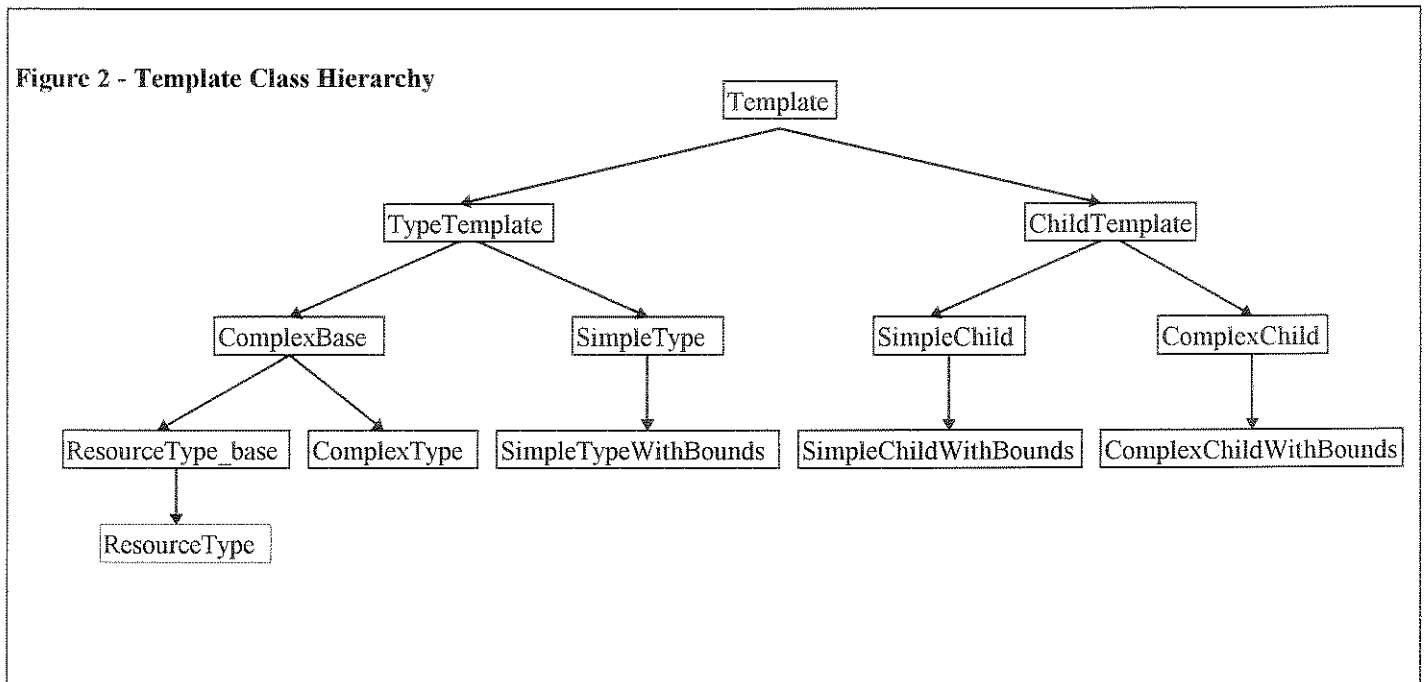 Figure 2 - Template Class Hierarchy
Template
TypeTemplate
ChildTemplate
ComplexBase
SimpleType
SimpleChild
ComplexChild
ResourceType_base
ComplexType
SimpleTypeWithBounds
SimpleChildWithBounds
ComplexChildWithBounds
ResourceType